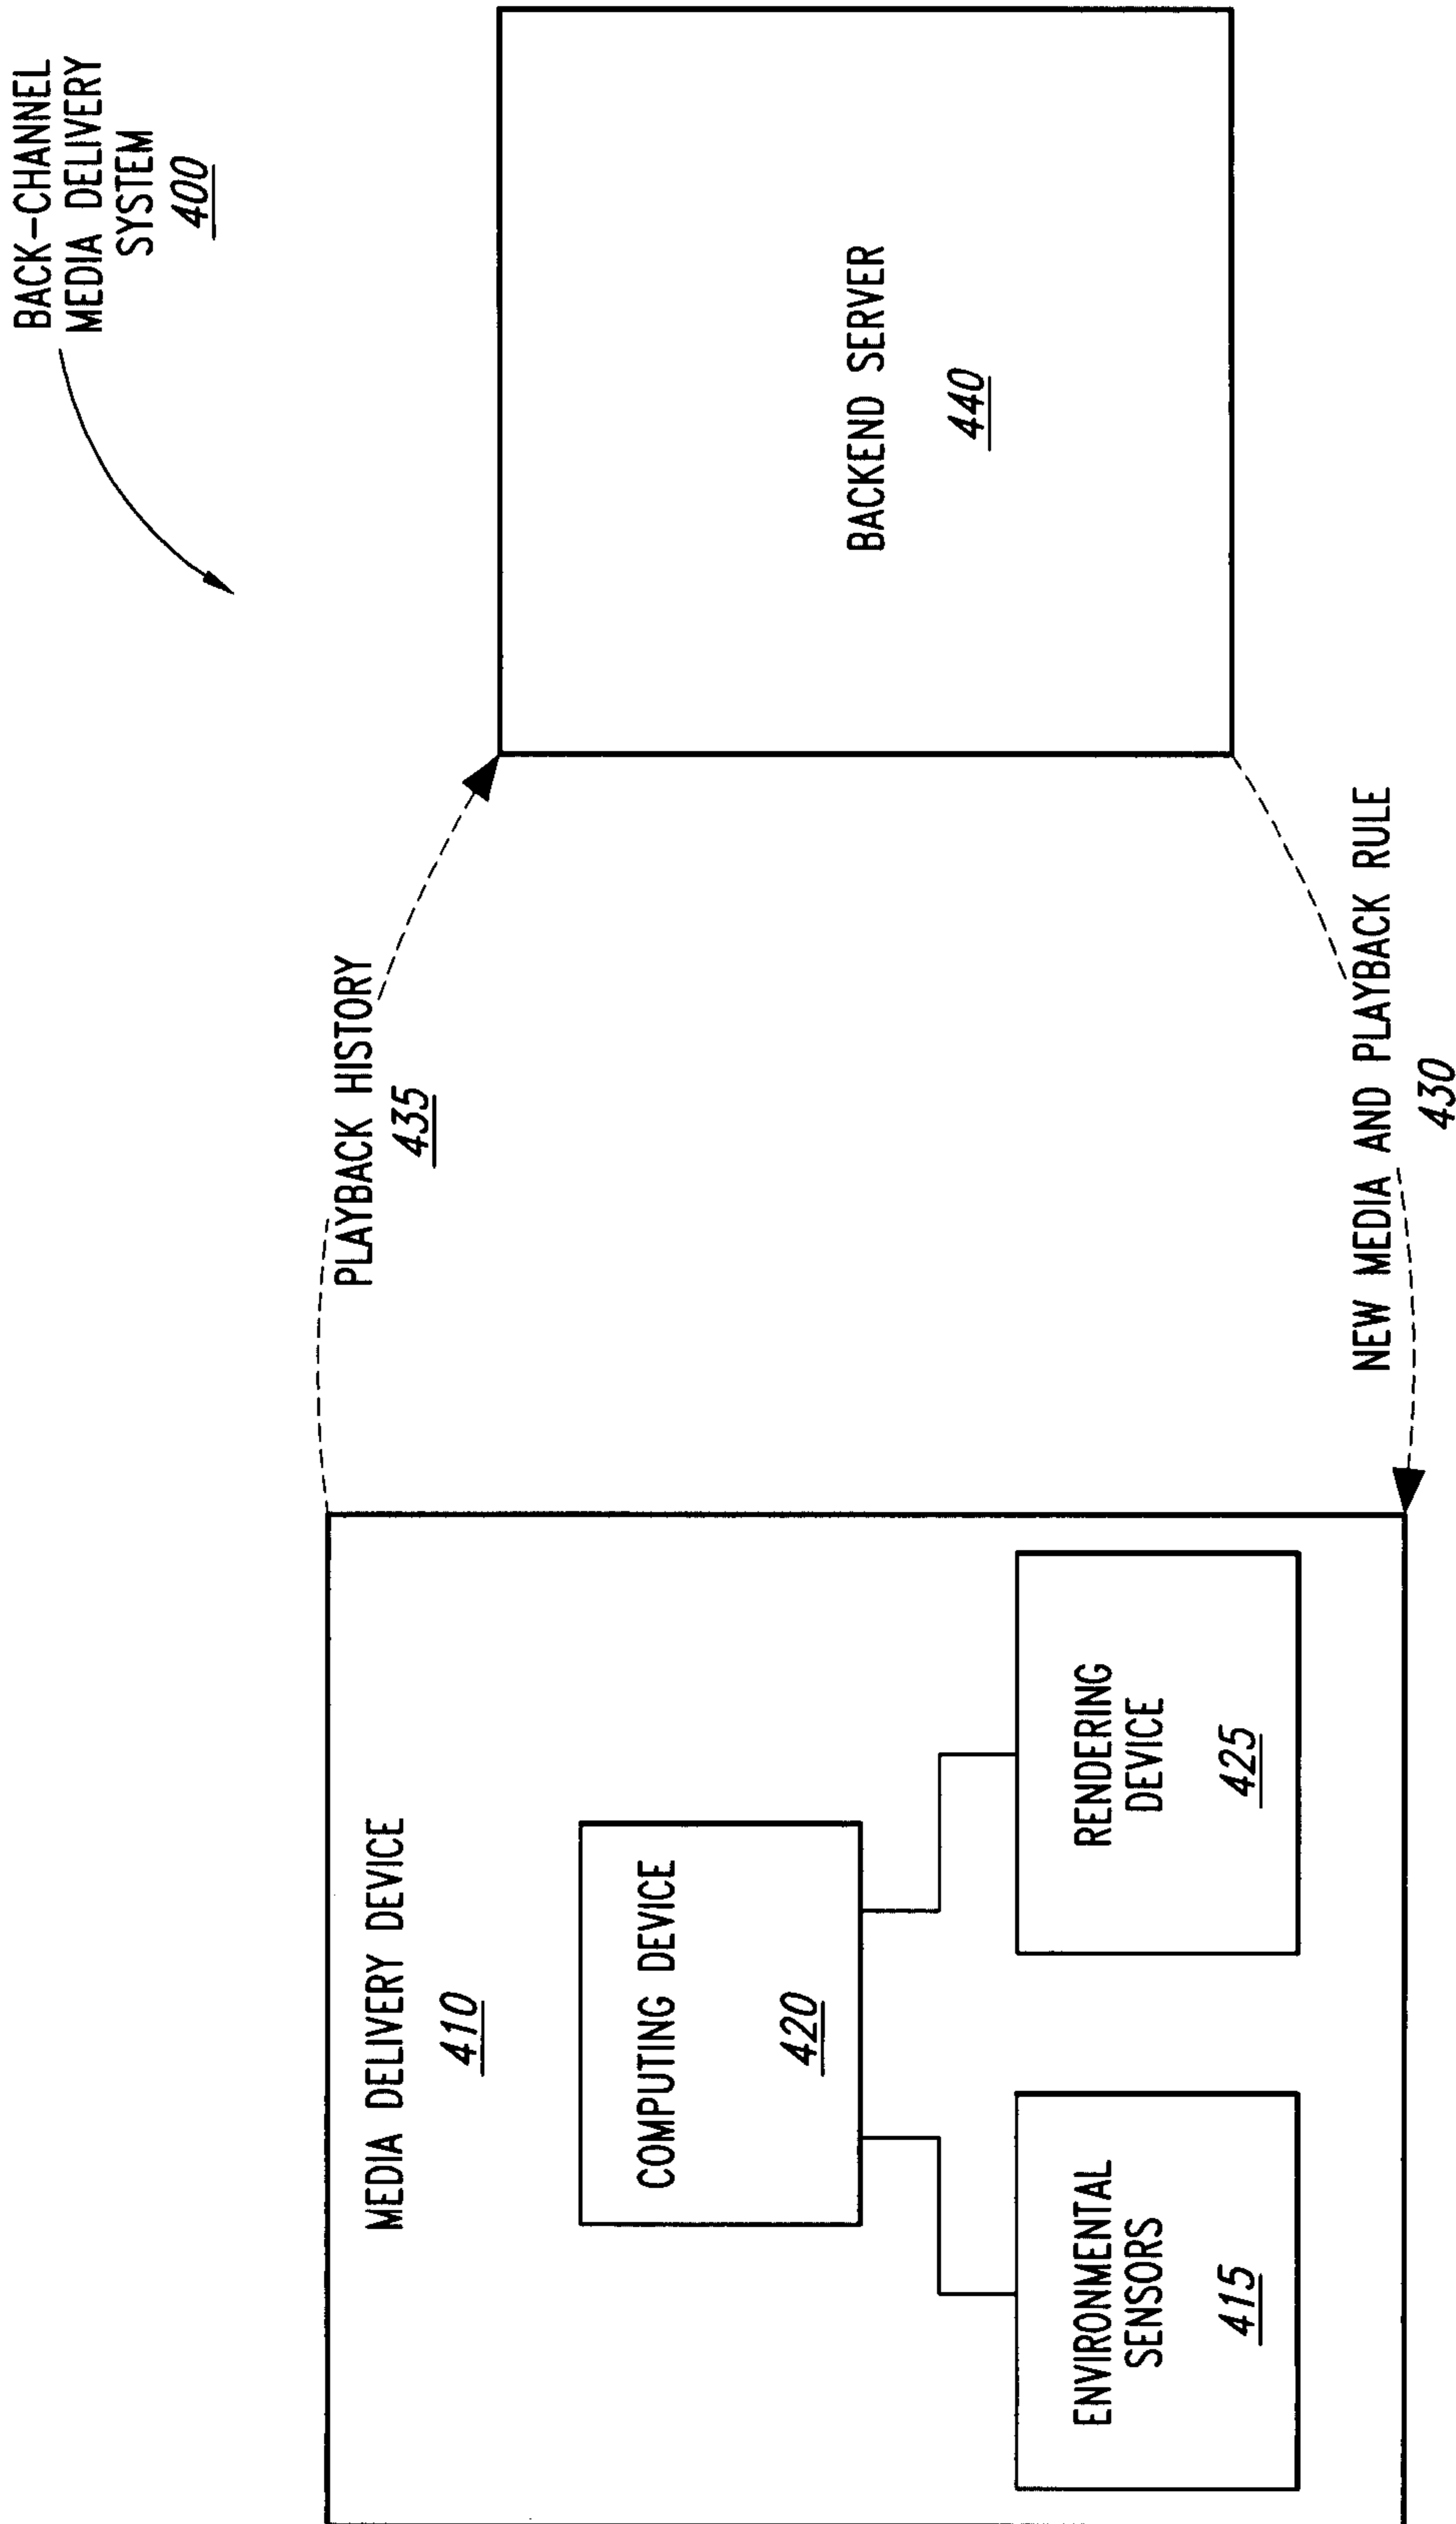 BACK-CHANNEL
MEDIA DELIVERY
SYSTEM
400
MEDIA DELIVERY DEVICE
410
COMPUTING DEVICE
420
ENVIRONMENTAL
SENSORS
415
RENDERING
DEVICE
425
PLAYBACK HISTORY
435
BACKEND SERVER
440
NEW MEDIA AND PLAYBACK RULE
430